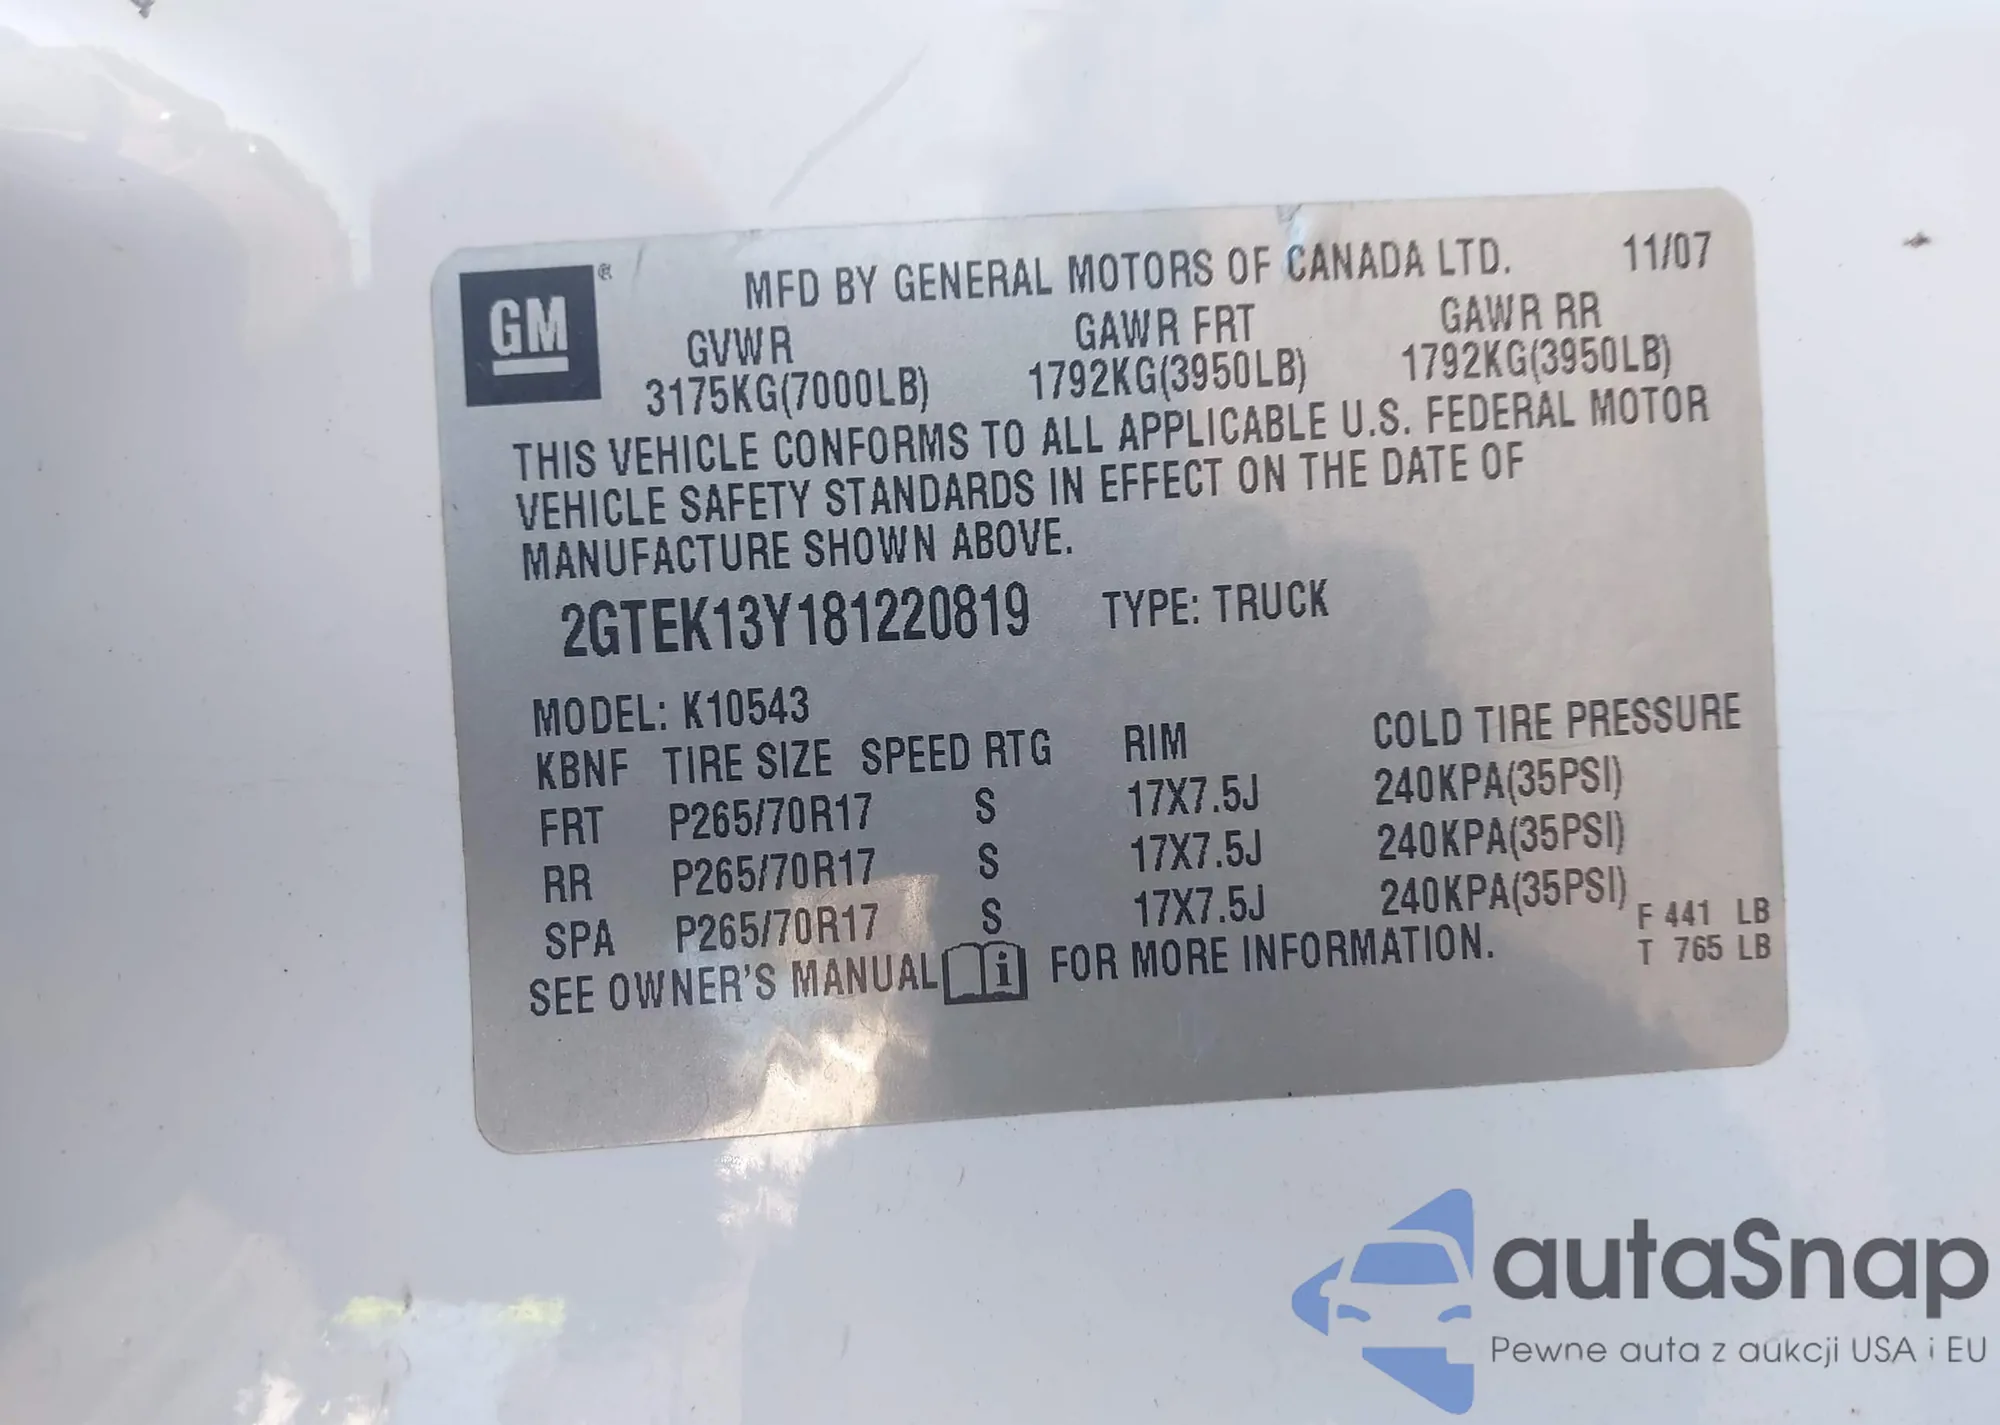 GM ®
MFD BY GENERAL MOTORS OF CANADA LTD. 11/07
GVWR GAWR FRT GAWR RR
3175KG(7000LB) 1792KG(3950LB) 1792KG(3950LB)
THIS VEHICLE CONFORMS TO ALL APPLICABLE U.S. FEDERAL MOTOR
VEHICLE SAFETY STANDARDS IN EFFECT ON THE DATE OF
MANUFACTURE SHOWN ABOVE.
2GTEK13Y181220819 TYPE: TRUCK
MODEL: K10543
KBNF TIRE SIZE SPEED RTG RIM COLD TIRE PRESSURE
FRT P265/70R17 S 17X7.5J 240KPA(35PSI)
RR P265/70R17 S 17X7.5J 240KPA(35PSI)
SPA P265/70R17 S 17X7.5J 240KPA(35PSI)
F 441 LB
T 765 LB
SEE OWNER'S MANUAL i FOR MORE INFORMATION.
autaSnap
Pewne auta z aukcji USA i EU